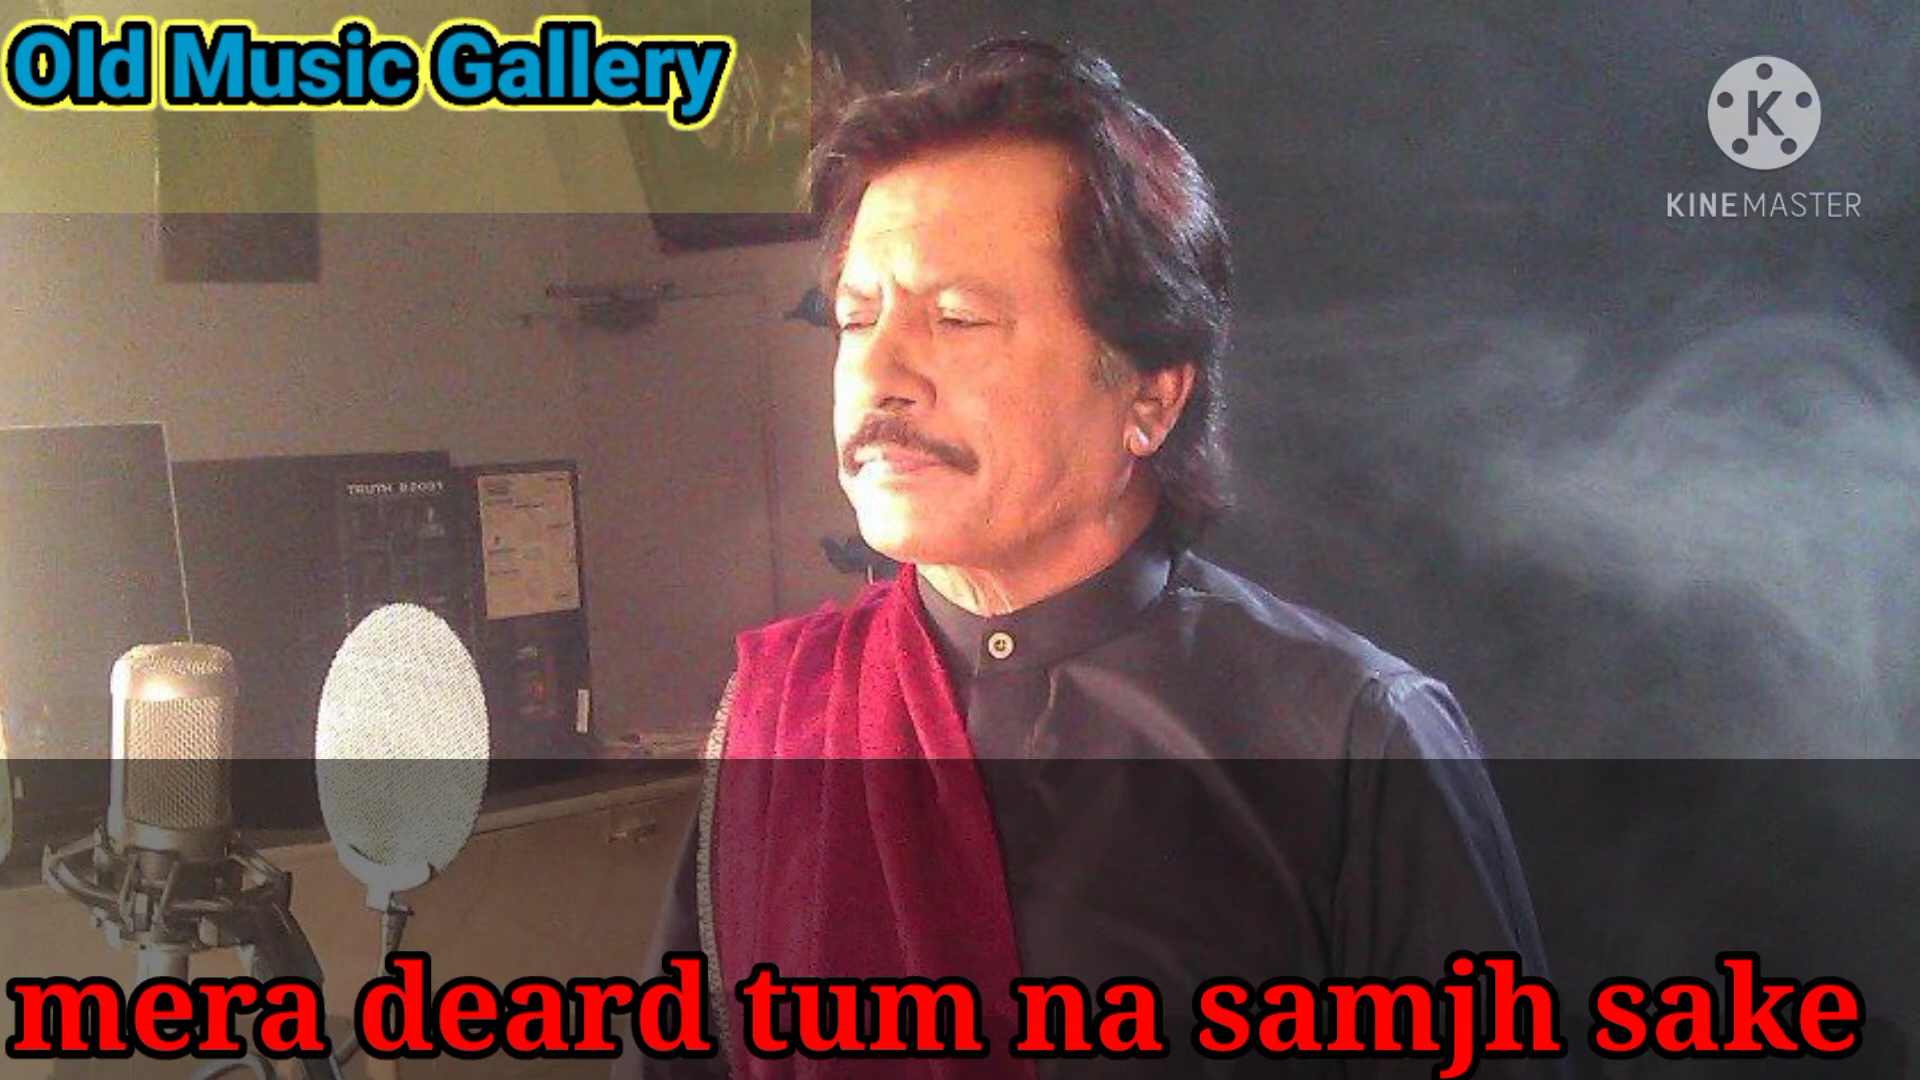 Old Music Gallery
K
KINEMASTER
TRUTH
mera deard tum na samjh sake